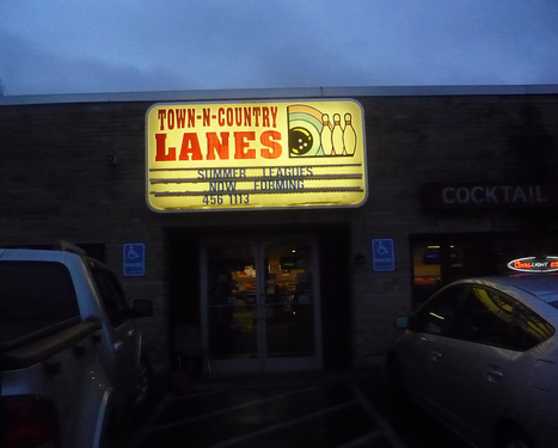 TOWN-N-COUNTRY
LANES
SUMMER LEAGUES
NOW FORMING
456 1113
COCKTAIL